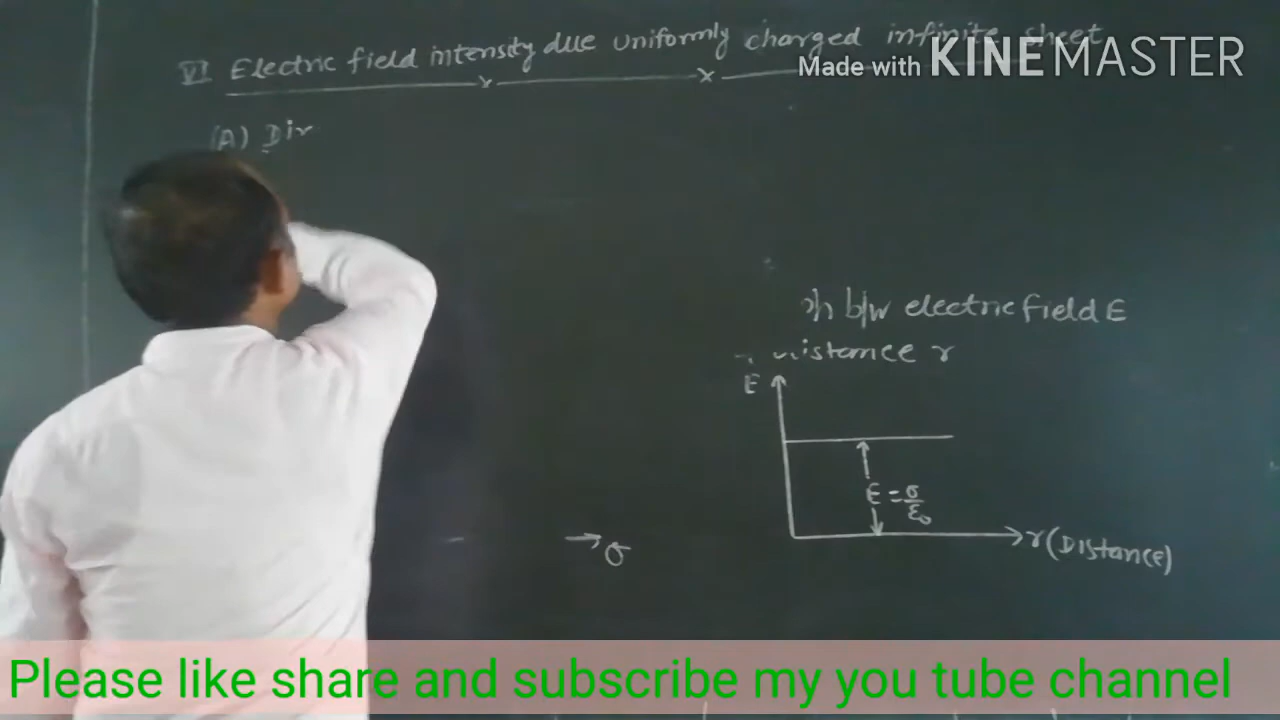 VI Electric field intensity due uniformly charged infinite sheet
Made with KINEMASTER
(A) Dir
b/w electric field E
distance r
E
E = σ/ε₀
r (Distance)
→ σ
Please like share and subscribe my you tube channel